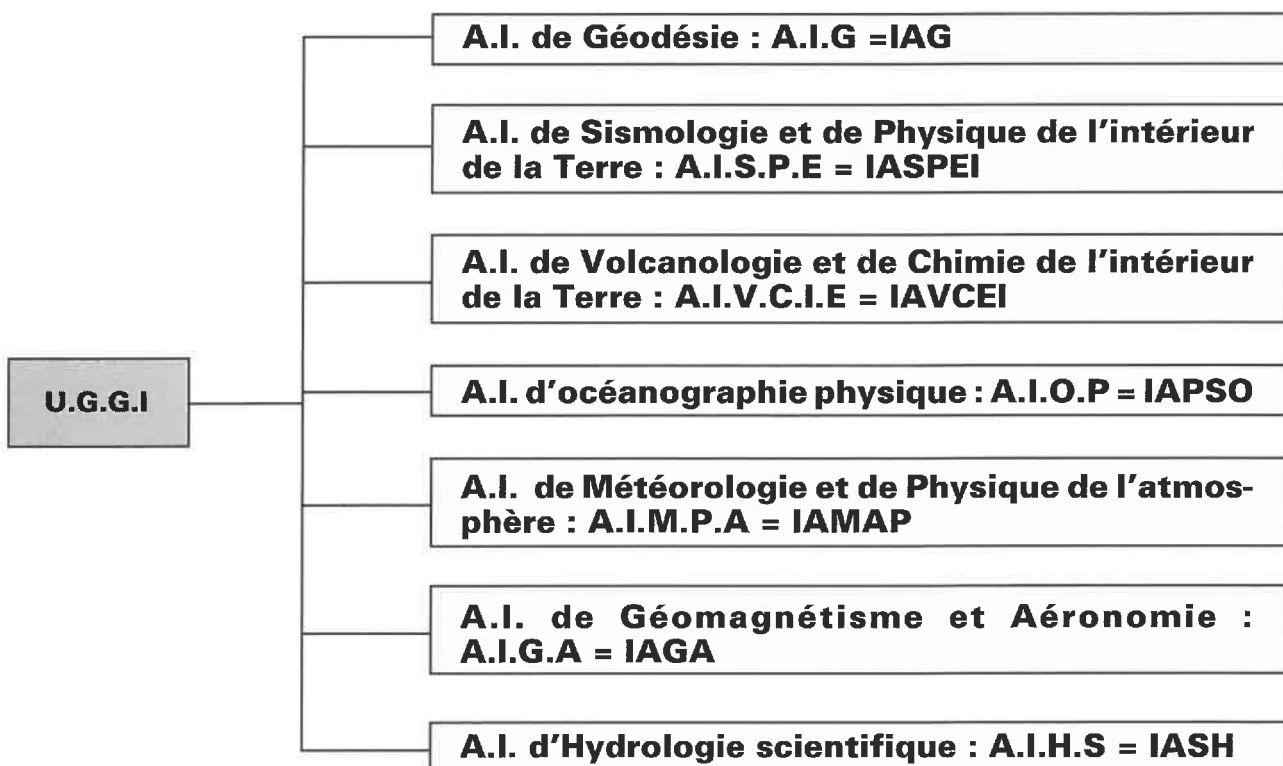 A.I. de Géodésie : A.I.G =IAG
A.I. de Sismologie et de Physique de l'intérieur
de la Terre : A.I.S.P.E = IASPEI
A.I. de Volcanologie et de Chimie de l'intérieur
de la Terre : A.I.V.C.I.E = IAVCEI
U.G.G.I
A.I. d'océanographie physique : A.I.O.P = IAPSO
A.I. de Météorologie et de Physique de l'atmos-
phère : A.I.M.P.A = IAMAP
A.I. de Géomagnétisme et Aéronomie :
A.I.G.A = IAGA
A.I. d'Hydrologie scientifique : A.I.H.S = IASH